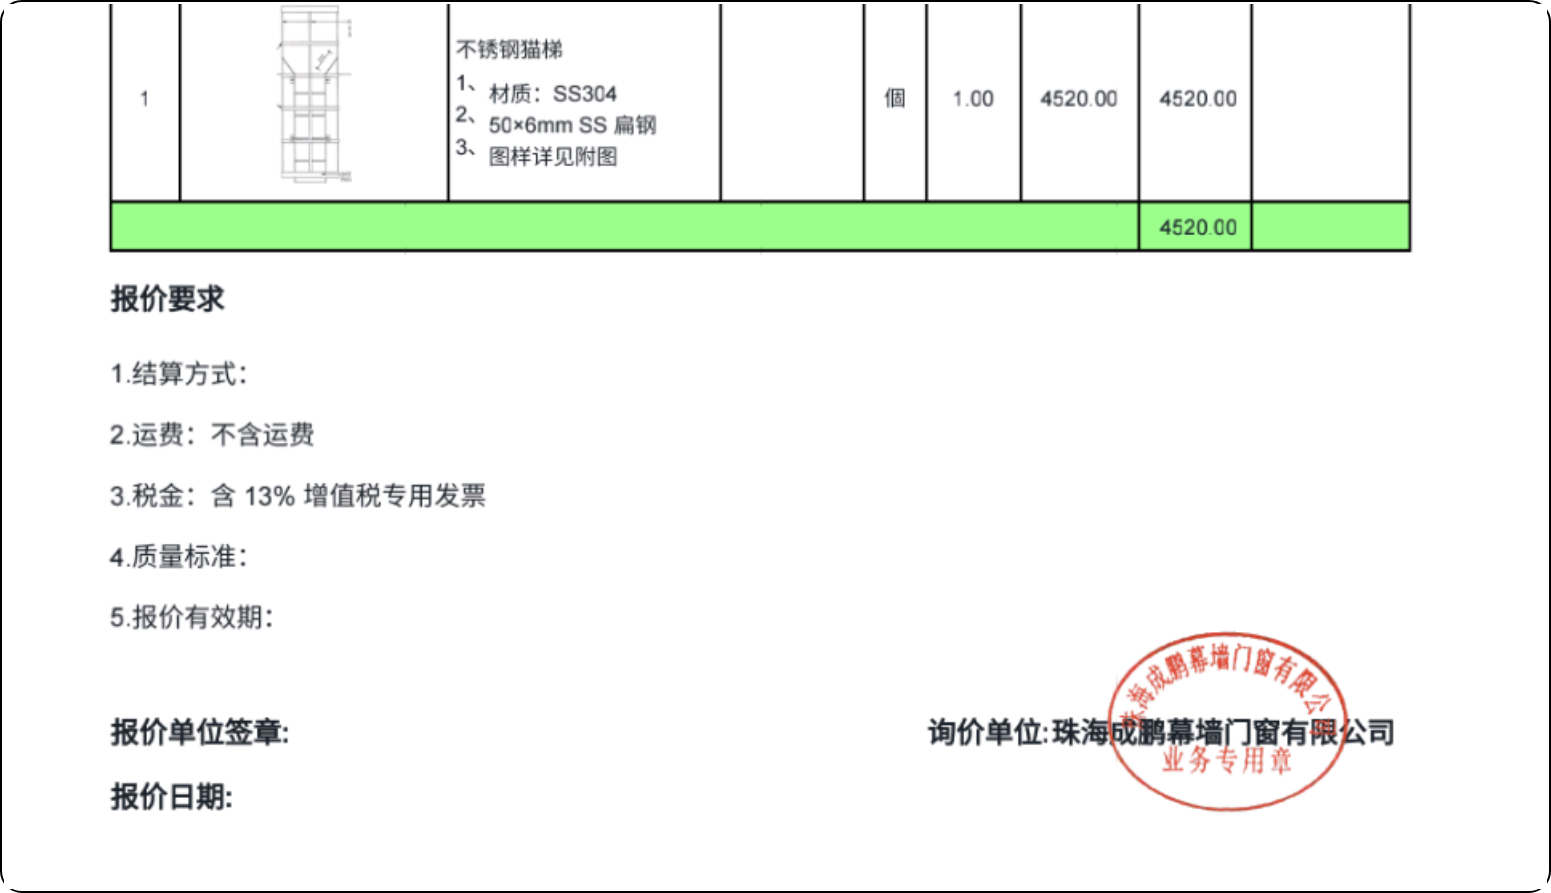 1
不锈钢猫梯
1、材质：SS304
2、50×6mm SS 扁钢
3、图样详见附图
個
1.00
4520.00
4520.00
4520.00
报价要求
1.结算方式：
2.运费：不含运费
3.税金：含 13% 增值税专用发票
4.质量标准：
5.报价有效期：
报价单位签章:
询价单位:珠海成鹏幕墙门窗有限公司
珠海成鹏幕墙门窗有限公司
业务专用章
报价日期: